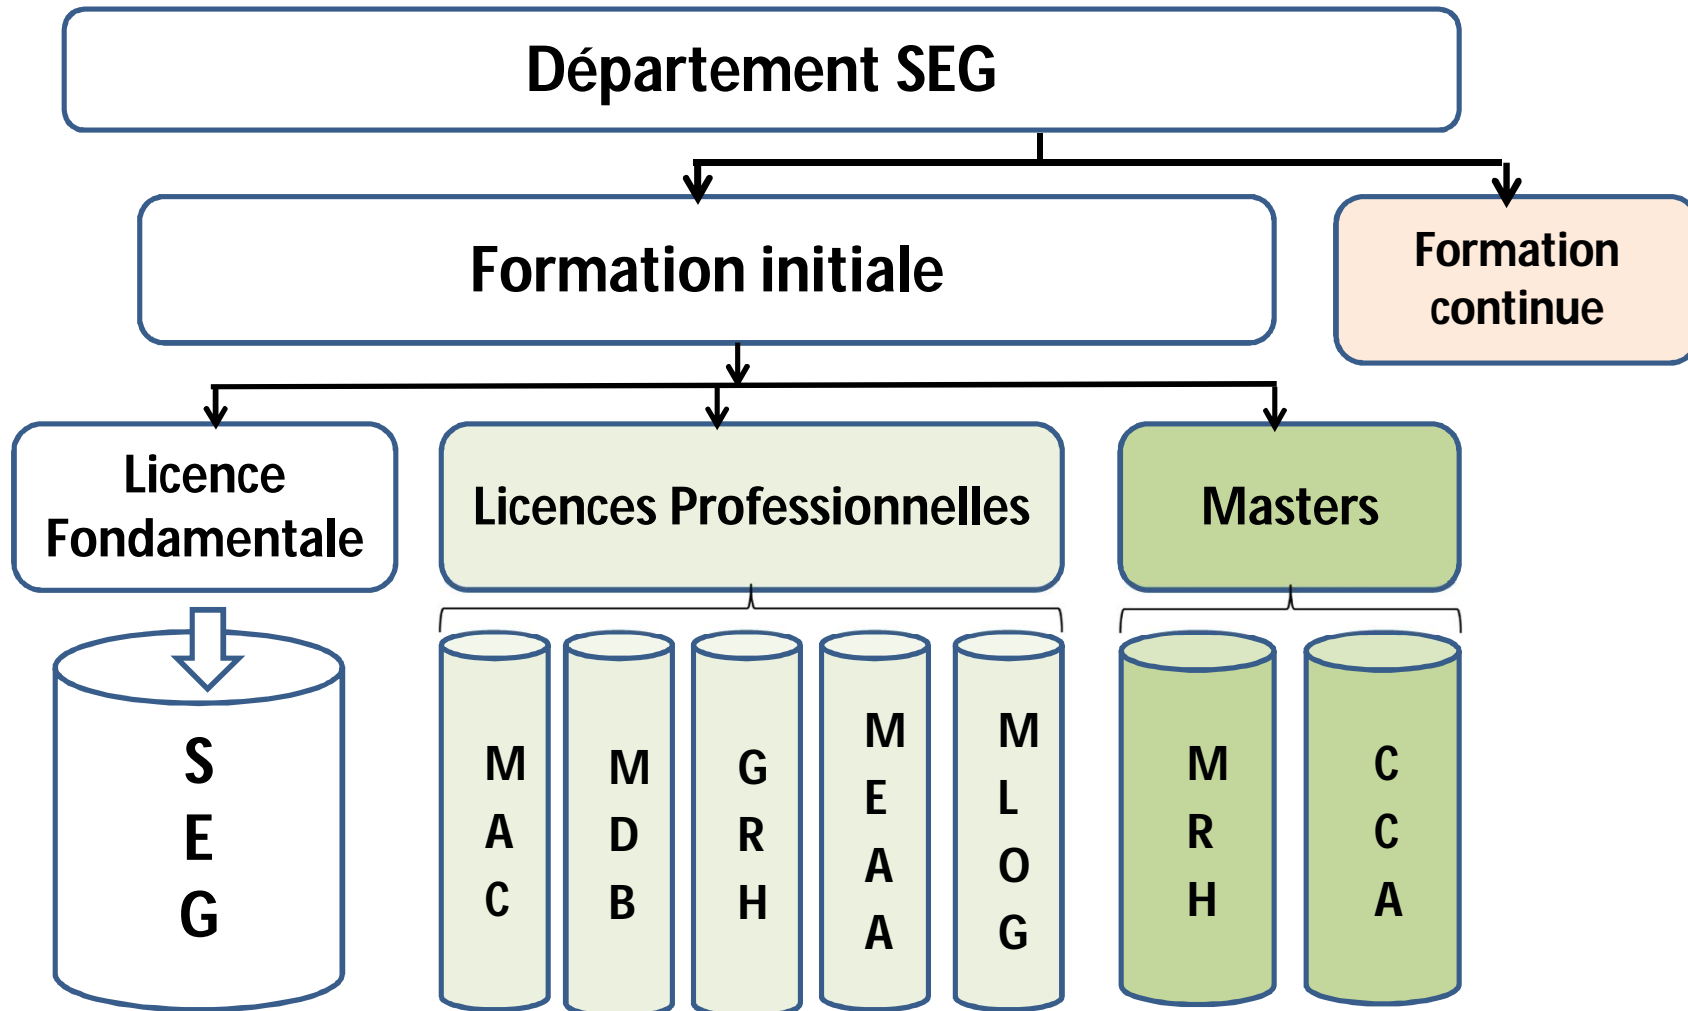 Département SEG
Formation initiale
Formation
continue
Licence
Fondamentale
Licences Professionnelles
Masters
S
E
G
M
A
C
M
D
B
G
R
H
M
E
A
A
M
L
O
G
M
R
H
C
C
A